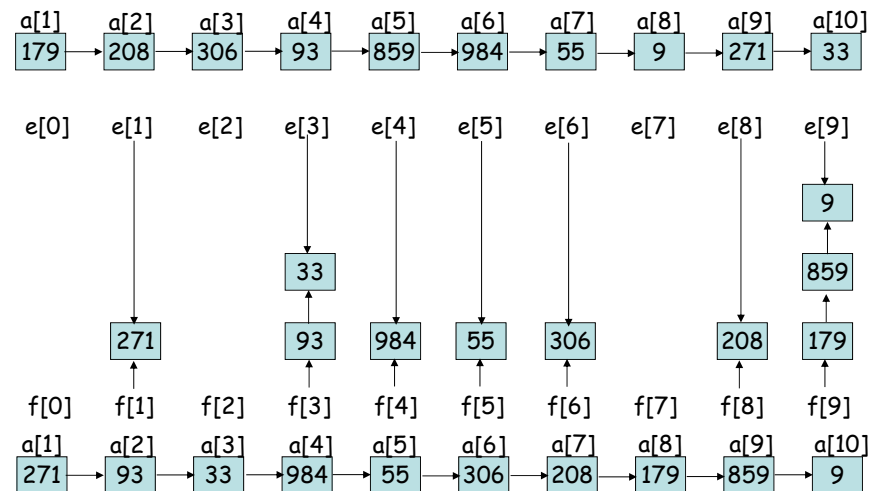 a[1] a[2] a[3] a[4] a[5] a[6] a[7] a[8] a[9] a[10]
179 208 306 93 859 984 55 9 271 33
e[0] e[1] e[2] e[3] e[4] e[5] e[6] e[7] e[8] e[9]
9
33 859
271 93 984 55 306 208 179
f[0] f[1] f[2] f[3] f[4] f[5] f[6] f[7] f[8] f[9]
a[1] a[2] a[3] a[4] a[5] a[6] a[7] a[8] a[9] a[10]
271 93 33 984 55 306 208 179 859 9